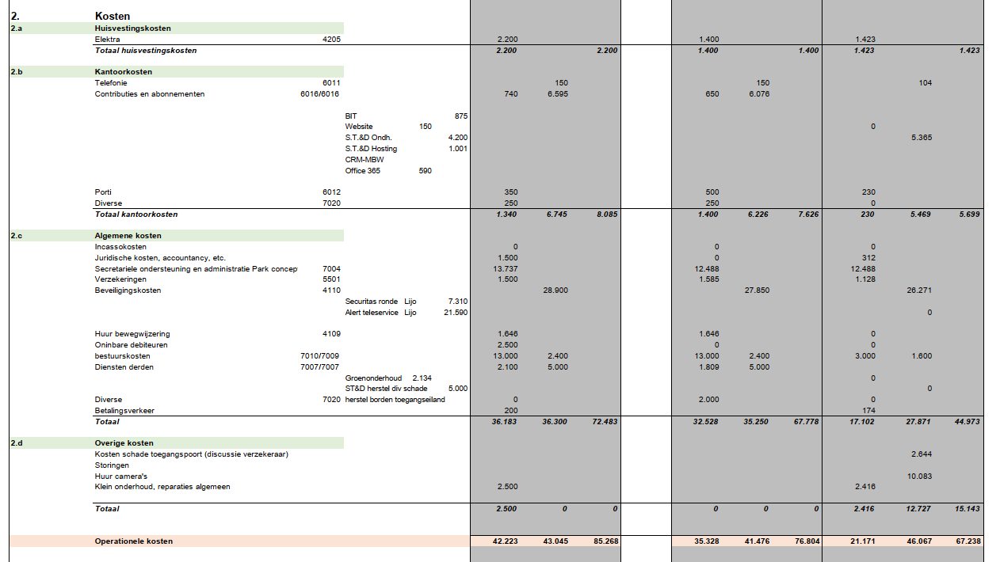 2. Kosten
2.a Huisvestingskosten
Elektra 4205 2.200 1.400 1.423
Totaal huisvestingskosten 2.200 2.200 1.400 1.400 1.423 1.423
2.b Kantoorkosten
Telefonie 6011 150 150 104
Contributies en abonnementen 6016/6016 740 6.595 650 6.076
BIT 875
Website 150 0
S.T.&D Ondh. 4.200 5.365
S.T.&D Hosting 1.001
CRM-MBW
Office 365 590
Porti 6012 350 500 230
Diverse 7020 250 250 0
Totaal kantoorkosten 1.340 6.745 8.085 1.400 6.226 7.626 230 5.469 5.699
2.c Algemene kosten
Incassokosten 0 0 0
Juridische kosten, accountancy, etc. 1.500 0 312
Secretariele ondersteuning en administratie Park concep 7004 13.737 12.488 12.488
Verzekeringen 5501 1.500 1.585 1.128
Beveiligingskosten 4110 28.900 27.850 26.271
Securitas ronde Lijo 7.310
Alert teleservice Lijo 21.590 0
Huur bewegwijzering 4109 1.646 1.646 0
Oninbare debiteuren 2.500 0 0
bestuurskosten 7010/7009 13.000 2.400 13.000 2.400 3.000 1.600
Diensten derden 7007/7007 2.100 5.000 1.809 5.000
Groenonderhoud 2.134 0
ST&D herstel div schade 5.000 0
Diverse 7020 herstel borden toegangseiland 0 2.000 0
Betalingsverkeer 200 174
Totaal 36.183 36.300 72.483 32.528 35.250 67.778 17.102 27.871 44.973
2.d Overige kosten
Kosten schade toegangspoort (discussie verzekeraar) 2.644
Storingen
Huur camera's 10.083
Klein onderhoud, reparaties algemeen 2.500 2.416
Totaal 2.500 0 0 0 0 0 2.416 12.727 15.143
Operationele kosten 42.223 43.045 85.268 35.328 41.476 76.804 21.171 46.067 67.238